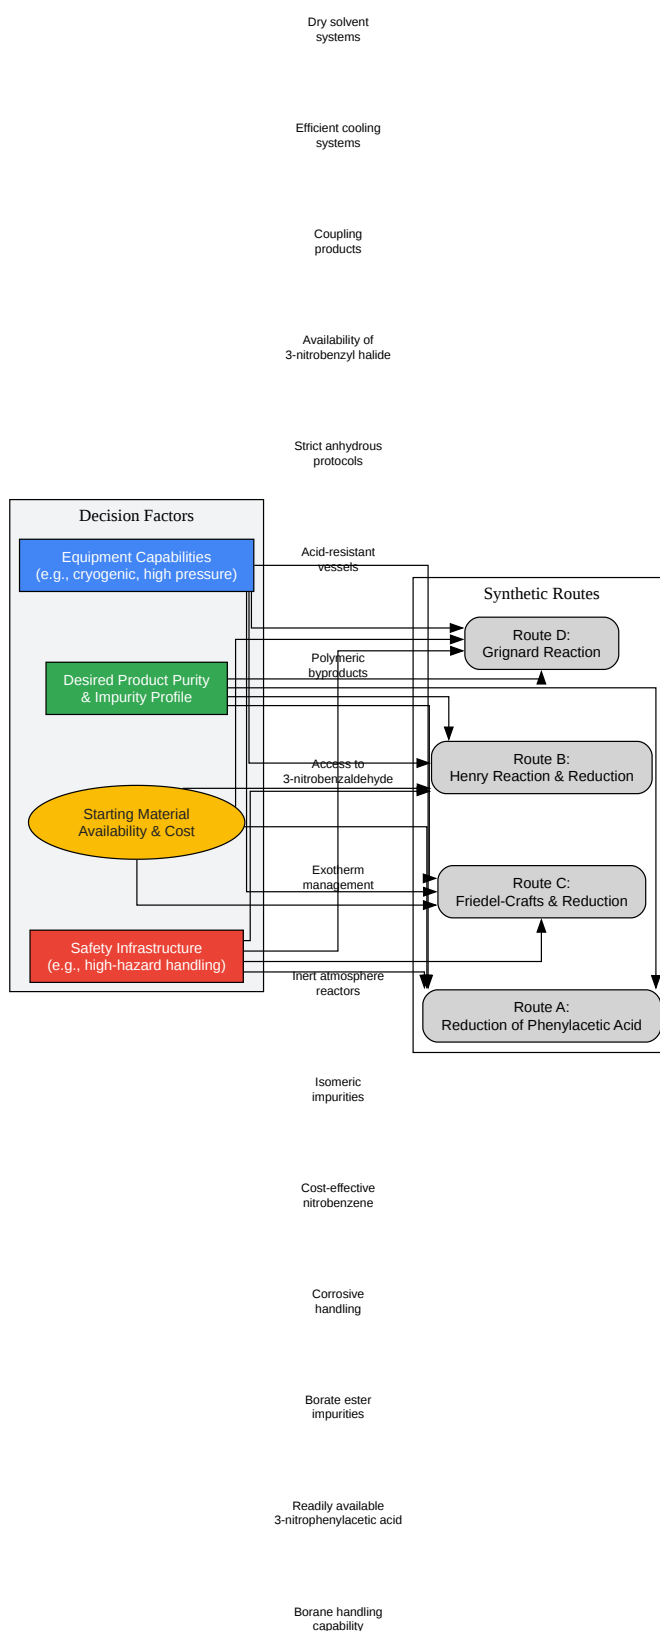 Dry solvent
systems
Efficient cooling
systems
Coupling
products
Availability of
3-nitrobenzyl halide
Strict anhydrous
protocols
Decision Factors
Equipment Capabilities
(e.g., cryogenic, high pressure)
Acid-resistant
vessels
Synthetic Routes
Route D:
Grignard Reaction
Desired Product Purity
& Impurity Profile
Polymeric
byproducts
Route B:
Henry Reaction & Reduction
Access to
3-nitrobenzaldehyde
Starting Material
Availability & Cost
Exotherm
management
Route C:
Friedel-Crafts & Reduction
Safety Infrastructure
(e.g., high-hazard handling)
Inert atmosphere
reactors
Route A:
Reduction of Phenylacetic Acid
Isomeric
impurities
Cost-effective
nitrobenzene
Corrosive
handling
Borate ester
impurities
Readily available
3-nitrophenylacetic acid
Borane handling
capability